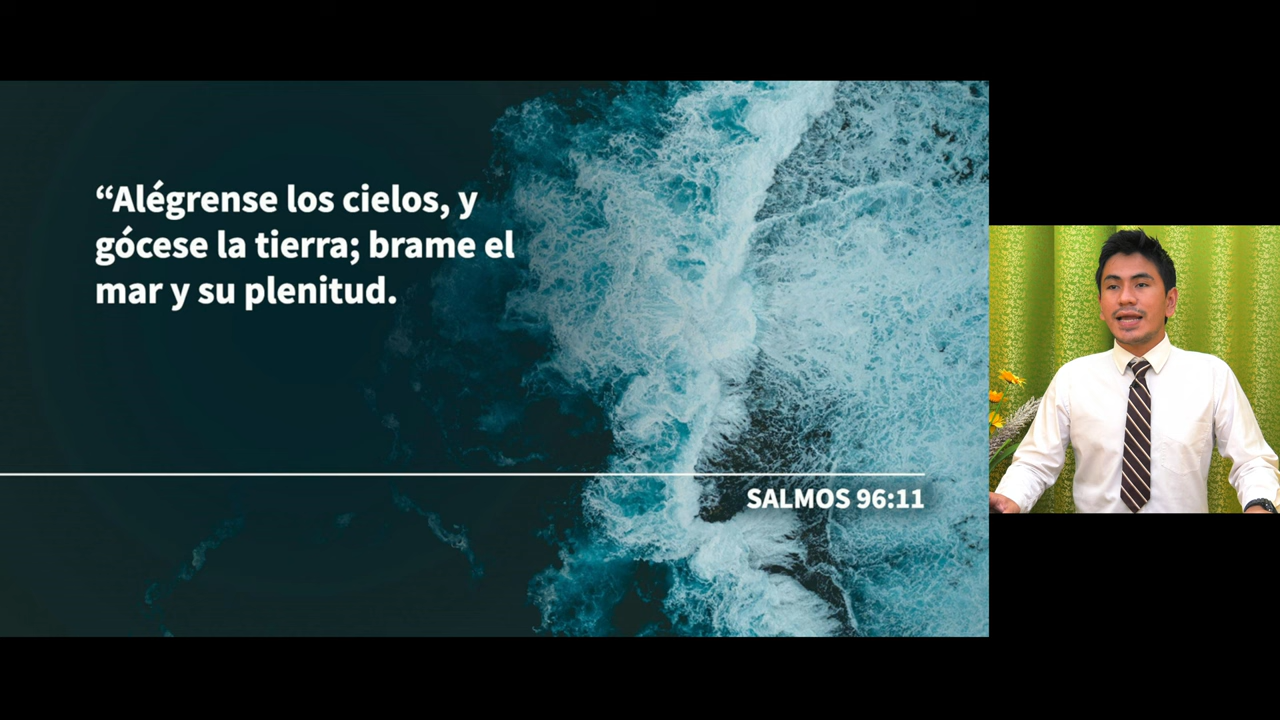 “Alégrense los cielos, y
gócese la tierra; brame el
mar y su plenitud.
SALMOS 96:11